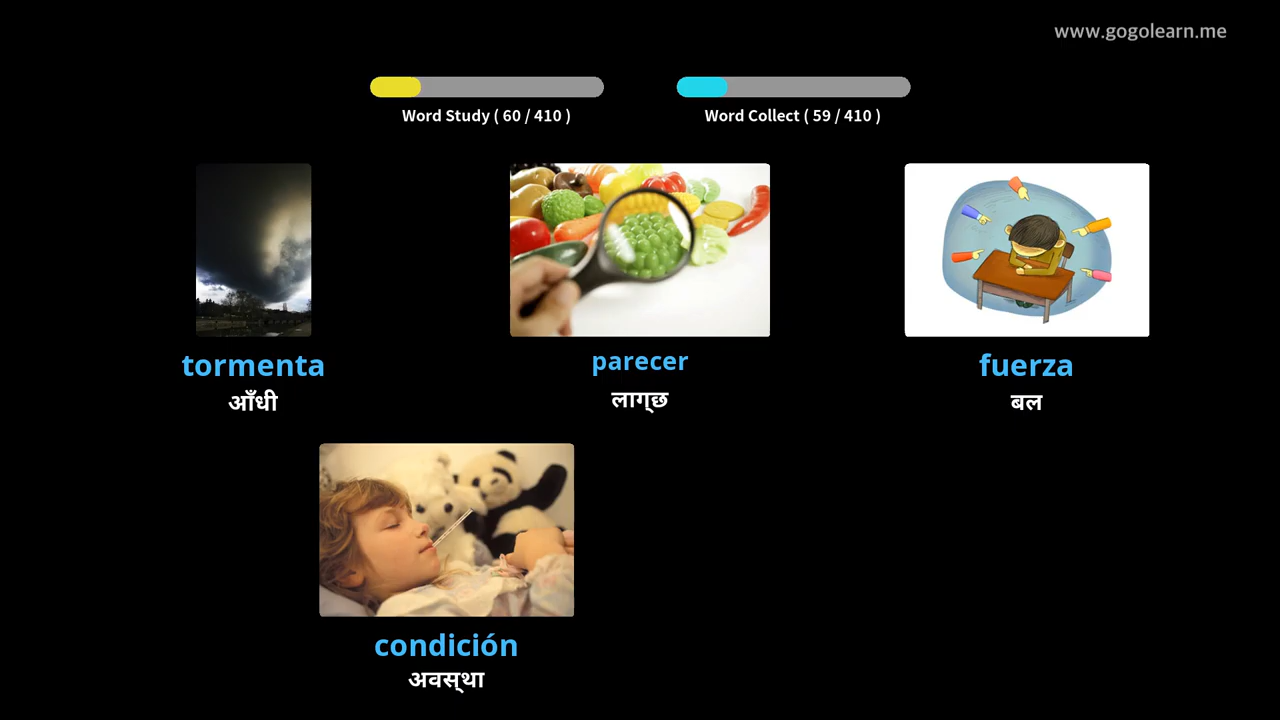 www.gogolearn.me
Word Study ( 60 / 410 )
Word Collect ( 59 / 410 )
tormenta
आँधी
parecer
लाग्छ
fuerza
बल
condición
अवस्था